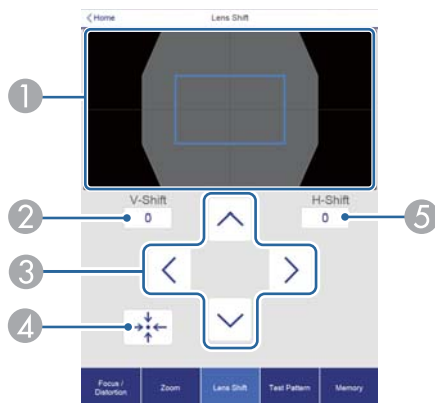 Home
Lens Shift
1
V-Shift
H-Shift
2
0
0
5
3
4
Focus /
Distortion
Zoom
Lens Shift
Test Pattern
Memory